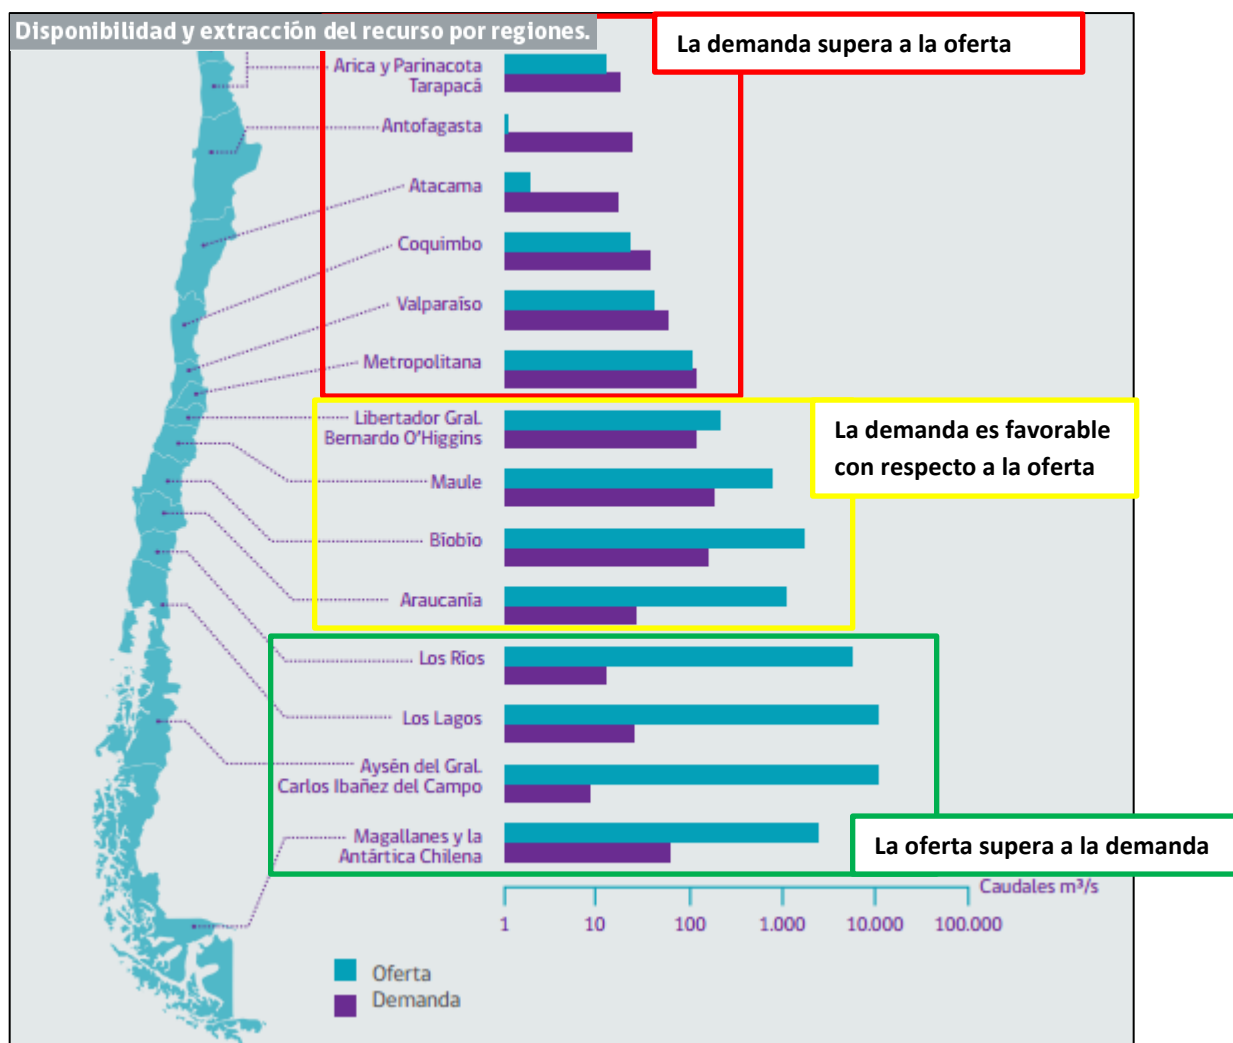 Disponibilidad y extracción del recurso por regiones.
La demanda supera a la oferta
Arica y Parinacota
Tarapacá
Antofagasta
Atacama
Coquimbo
Valparaíso
Metropolitana
Libertador Gral.
Bernardo O'Higgins
La demanda es favorable
con respecto a la oferta
Maule
Biobío
Araucanía
Los Ríos
Los Lagos
Aysén del Gral.
Carlos Ibañez del Campo
Magallanes y la
Antártica Chilena
La oferta supera a la demanda
Caudales m³/s
1 10 100 1.000 10.000 100.000
Oferta
Demanda